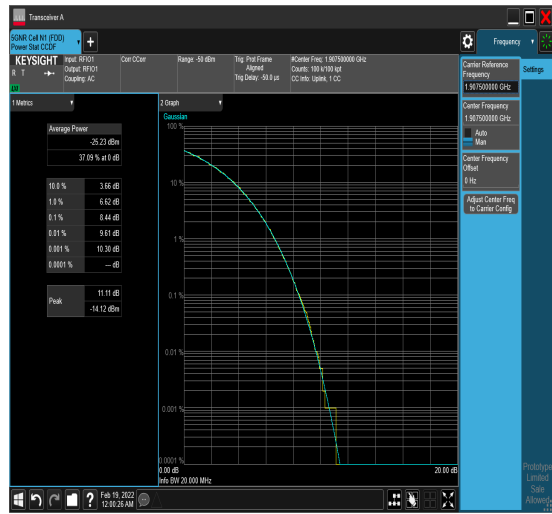 Transceiver A
5GNR Cell N1 (FDD)
Power Stat CCDF
Frequency
KEYSIGHT
R T
LXI
Input: RFIO1
Output: RFIO1
Coupling: AC
Corr CCorr
Range: -50 dBm
Trig: Prot Frame
Aligned
Trig Delay: -50.0 µs
#Center Freq: 1.907500000 GHz
Counts: 100 k/100 kpt
CC Info: Uplink, 1 CC
Carrier Reference
Frequency
1.907500000 GHz
Settings
Center Frequency
1.907500000 GHz
Auto
Man
Center Frequency
Offset
0 Hz
Adjust Center Freq
to Carrier Config
1 Metrics
Average Power
-25.23 dBm
37.09 % at 0 dB
10.0 % 3.66 dB
1.0 % 6.62 dB
0.1 % 8.44 dB
0.01 % 9.61 dB
0.001 % 10.30 dB
0.0001 % --- dB
Peak
11.11 dB
-14.12 dBm
2 Graph
Gaussian
100 %
10 %
1 %
0.1 %
0.01 %
0.001 %
0.0001 %
0.00 dB
20.00 dB
Info BW 20.000 MHz
Feb 19, 2022
12:00:26 AM
Prototype
Limited
Sale
Allowed